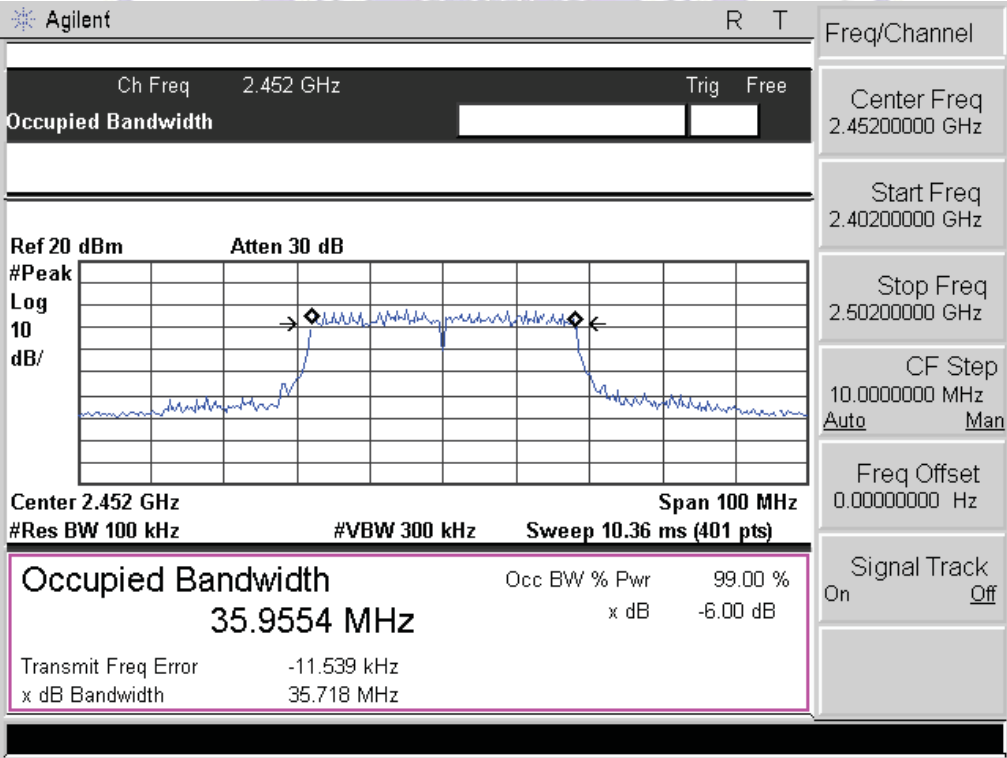 Agilent R T
Ch Freq 2.452 GHz Trig Free
Occupied Bandwidth
Ref 20 dBm Atten 30 dB
#Peak
Log
10
dB/
Center 2.452 GHz Span 100 MHz
#Res BW 100 kHz #VBW 300 kHz Sweep 10.36 ms (401 pts)
Occupied Bandwidth
35.9554 MHz
Occ BW % Pwr 99.00 %
x dB -6.00 dB
Transmit Freq Error -11.539 kHz
x dB Bandwidth 35.718 MHz
Freq/Channel
Center Freq
2.45200000 GHz
Start Freq
2.40200000 GHz
Stop Freq
2.50200000 GHz
CF Step
10.0000000 MHz
Auto Man
Freq Offset
0.00000000 Hz
Signal Track
On Off